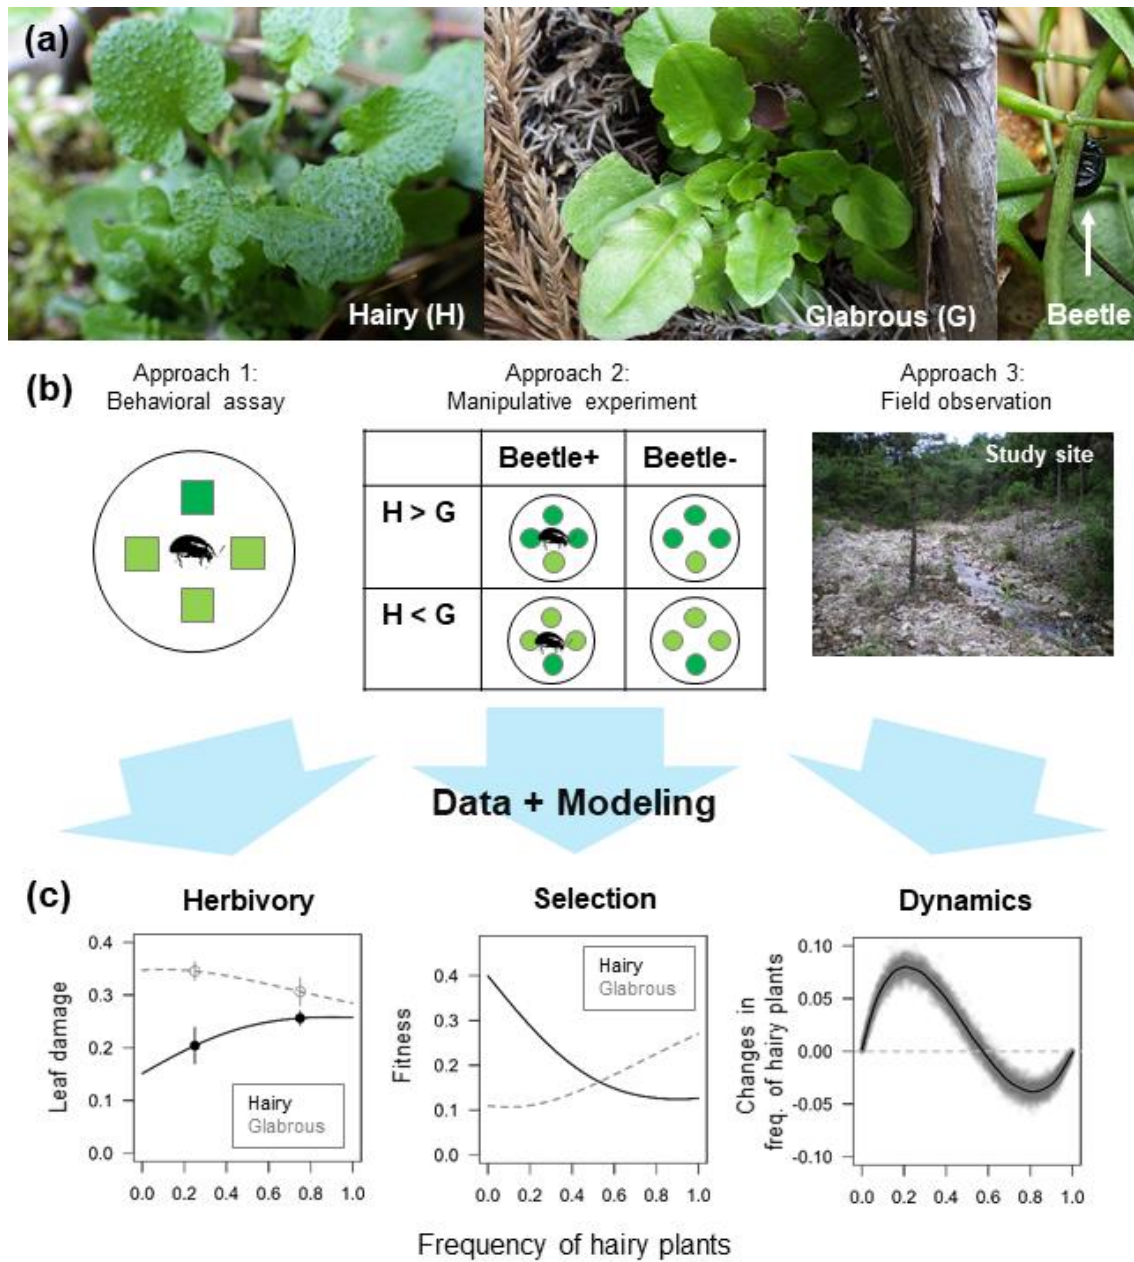 (a)
Hairy (H)
Glabrous (G)
Beetle
(b)
Approach 1:
Behavioral assay
Approach 2:
Manipulative experiment
Approach 3:
Field observation
Beetle+
Beetle-
H > G
H < G
Study site
Data + Modeling
(c)
Herbivory
Leaf damage
0.4
0.3
0.2
0.1
0.0
Hairy
Glabrous
0.0 0.2 0.4 0.6 0.8 1.0
Selection
Fitness
0.4
0.3
0.2
0.1
0.0
Hairy
Glabrous
0.0 0.2 0.4 0.6 0.8 1.0
Dynamics
Changes in
freq. of hairy plants
0.10
0.05
0.00
-0.05
-0.10
0.0 0.2 0.4 0.6 0.8 1.0
Frequency of hairy plants